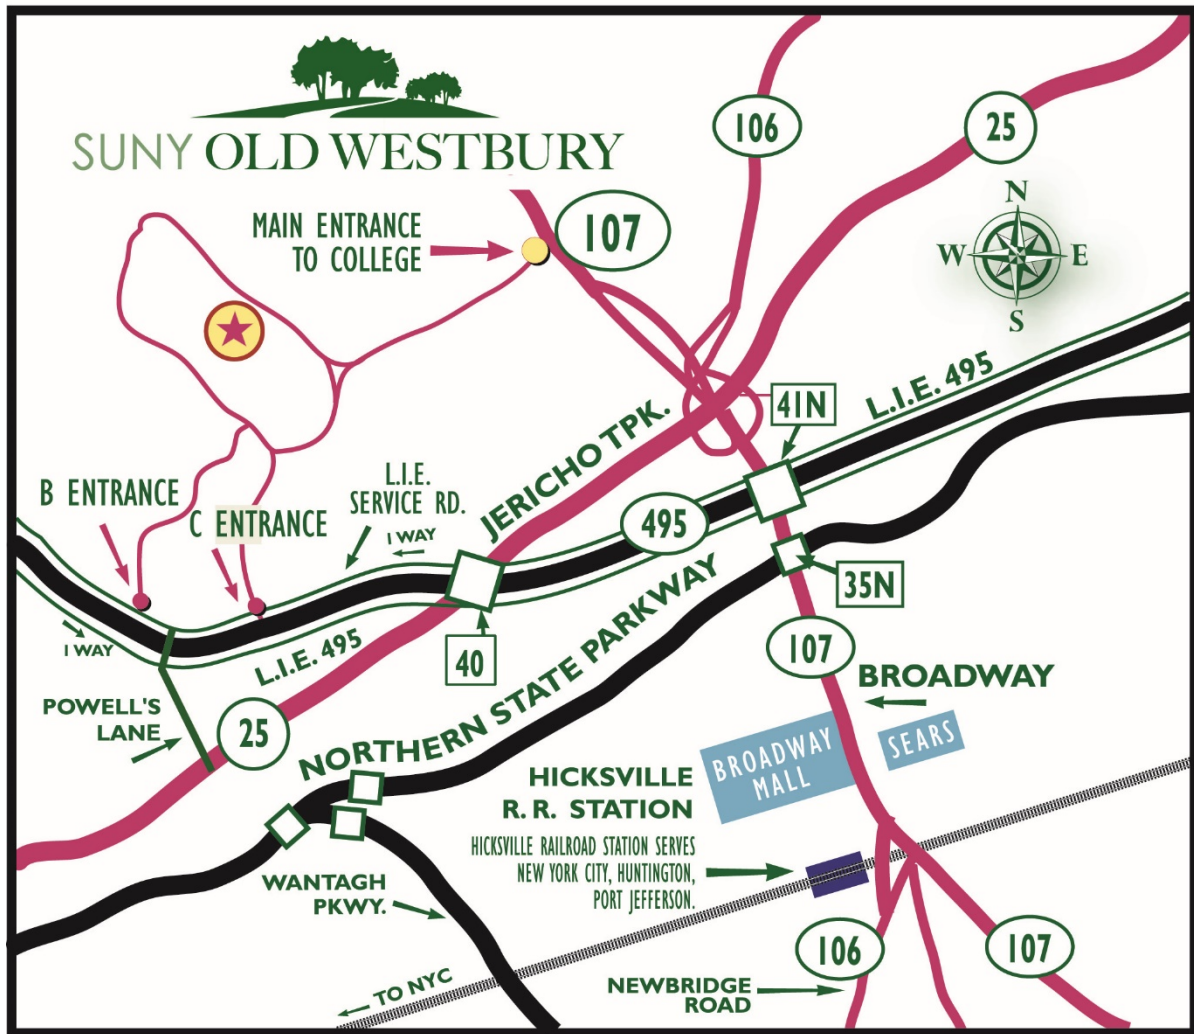 SUNY OLD WESTBURY
106
25
107
MAIN ENTRANCE
TO COLLEGE
N
W
E
S
41N
L.I.E. 495
JERICHO TPK.
L.I.E.
SERVICE RD.
1 WAY
495
B ENTRANCE
C ENTRANCE
35N
1 WAY
L.I.E. 495
40
NORTHERN STATE PARKWAY
107
BROADWAY
POWELL'S
LANE
25
BROADWAY
MALL
SEARS
HICKSVILLE
R.R. STATION
HICKSVILLE RAILROAD STATION SERVES
NEW YORK CITY, HUNTINGTON,
PORT JEFFERSON.
WANTAGH
PKWY.
106
107
NEWBRIDGE
ROAD
TO NYC